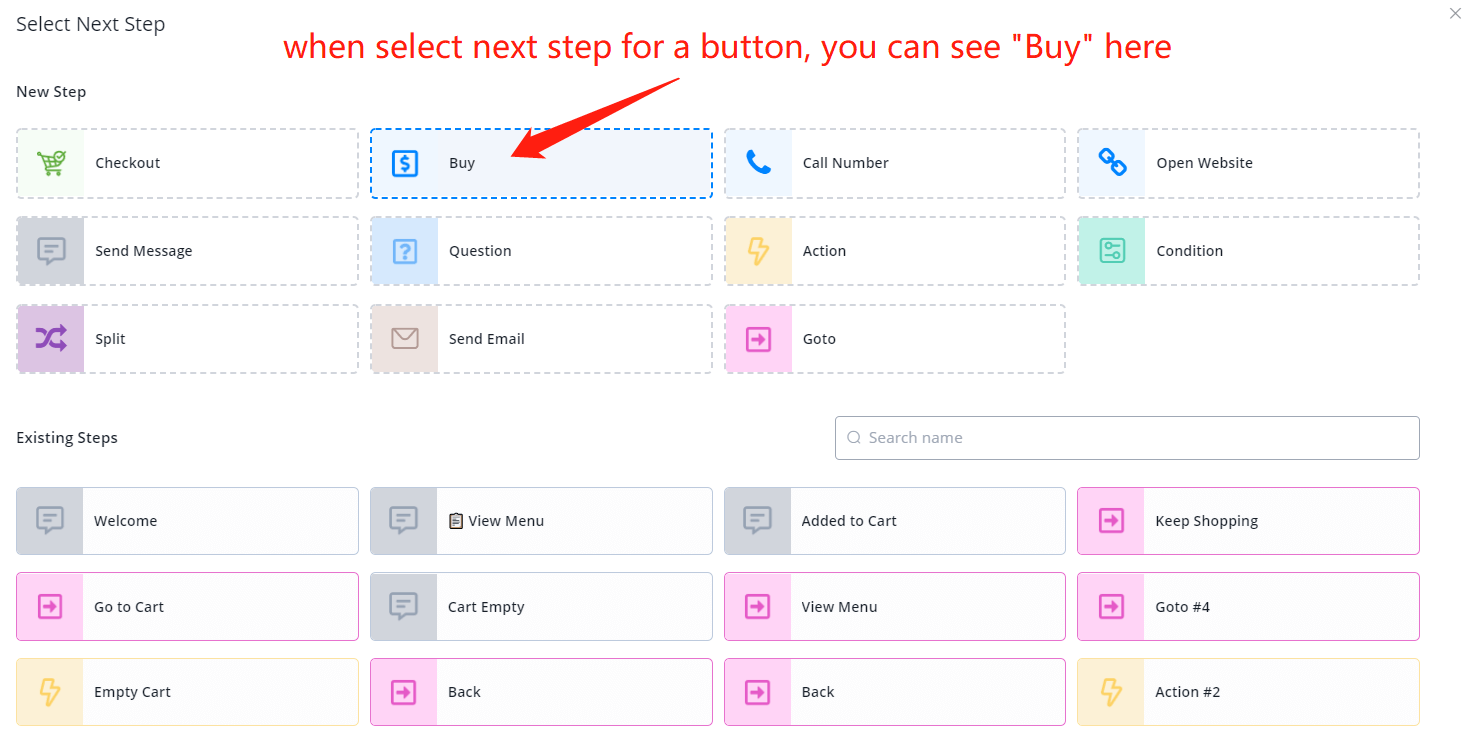 Select Next Step
when select next step for a button, you can see "Buy" here
New Step
Checkout
Buy
Call Number
Open Website
Send Message
Question
Action
Condition
Split
Send Email
Goto
Existing Steps
Search name
Welcome
📋 View Menu
Added to Cart
Keep Shopping
Go to Cart
Cart Empty
View Menu
Goto #4
Empty Cart
Back
Back
Action #2